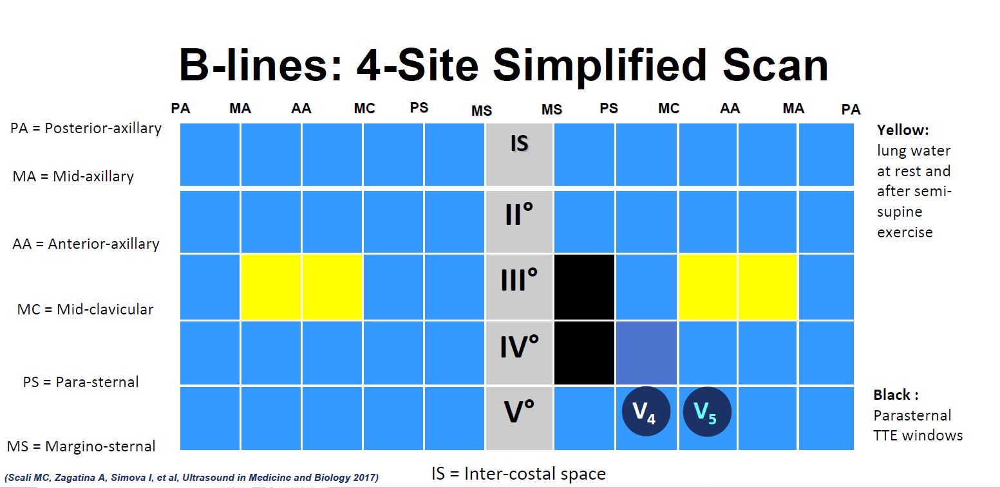 B-lines: 4-Site Simplified Scan
PA MA AA MC PS MS MS PS MC AA MA PA
PA = Posterior-axillary
MA = Mid-axillary
AA = Anterior-axillary
MC = Mid-clavicular
PS = Para-sternal
MS = Margino-sternal
IS
II°
III°
IV°
V°
V4
V5
Yellow:
lung water
at rest and
after semi-
supine
exercise
Black :
Parasternal
TTE windows
(Scali MC, Zagatina A, Simova I, et al, Ultrasound in Medicine and Biology 2017)
IS = Inter-costal space